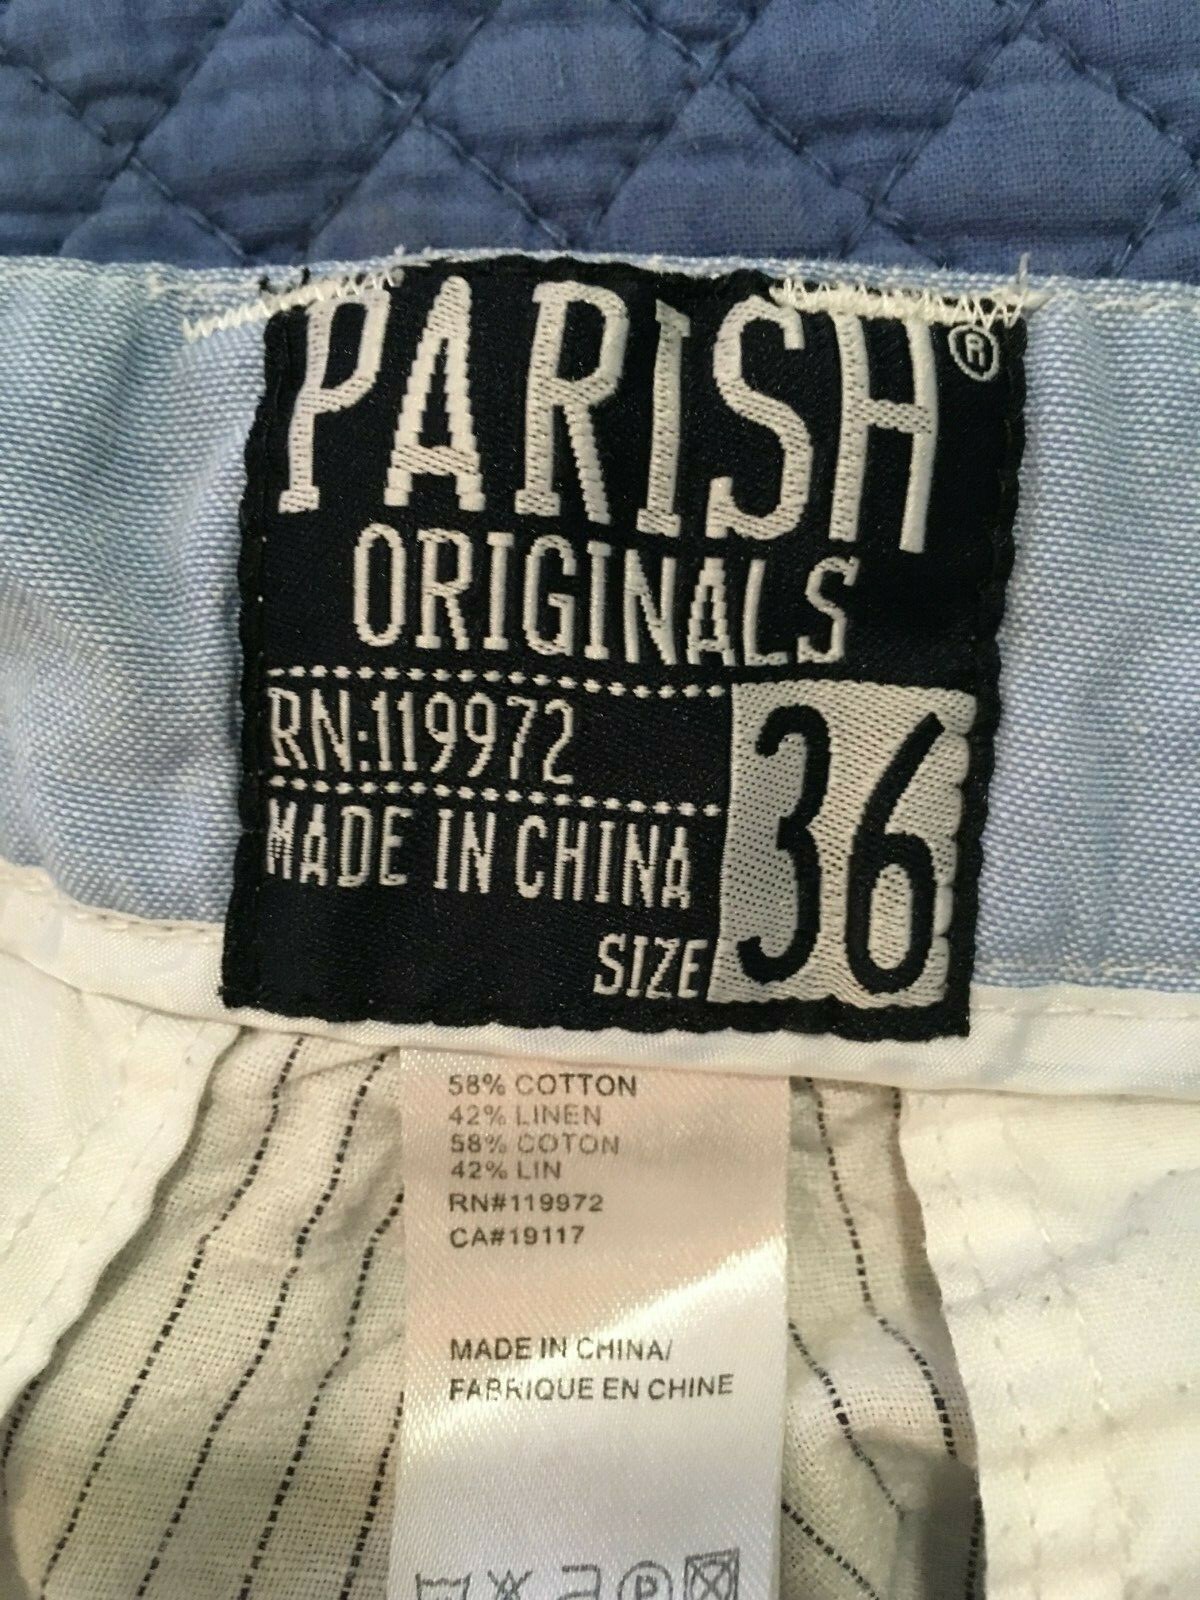 PARISH®
ORIGINALS
RN:119972
MADE IN CHINA
SIZE 36
58% COTTON
42% LINEN
58% COTON
42% LIN
RN#119972
CA#19117
MADE IN CHINA/
FABRIQUE EN CHINE
P